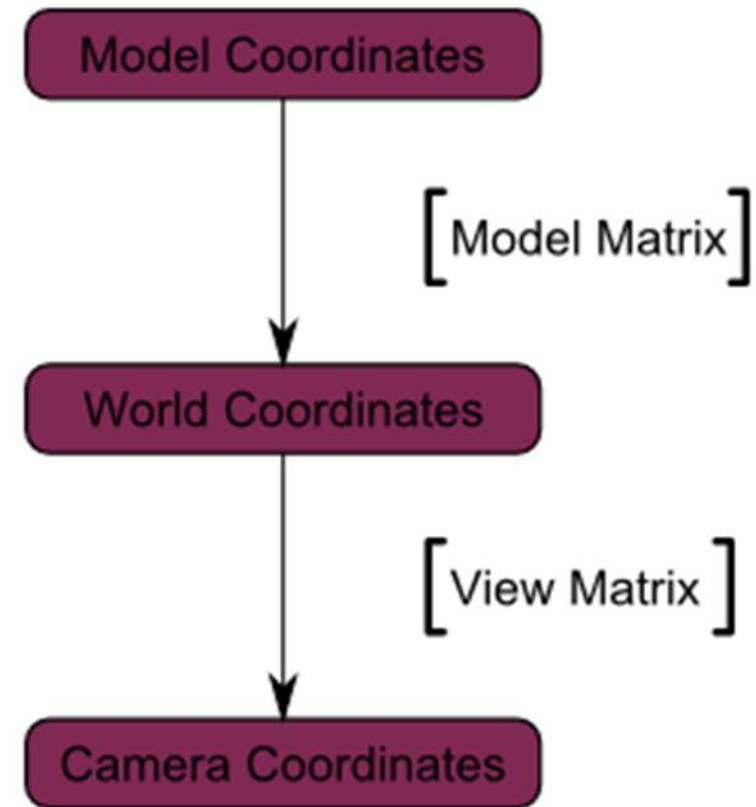 Model Coordinates
[Model Matrix]
World Coordinates
[View Matrix]
Camera Coordinates